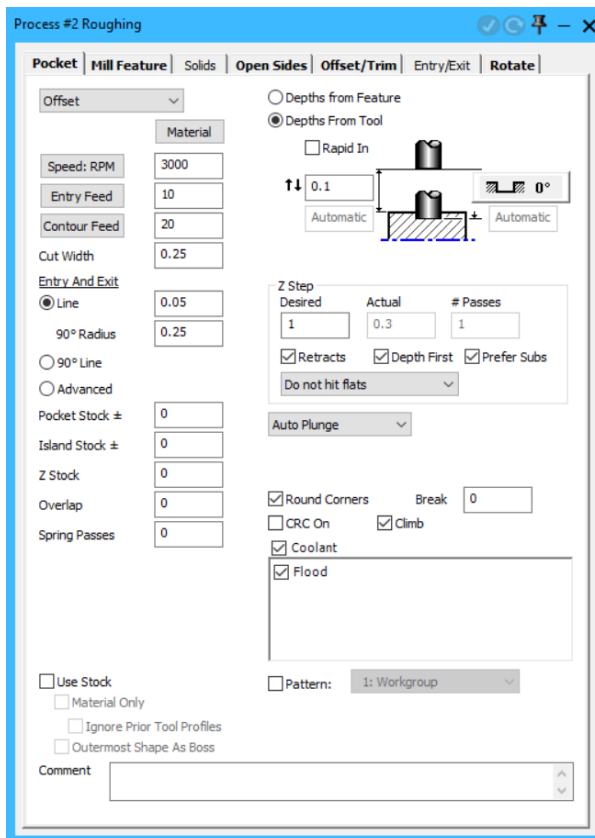 Process #2 Roughing
Pocket Mill Feature Solids Open Sides Offset/Trim Entry/Exit Rotate
Offset
Material
Speed: RPM 3000
Entry Feed 10
Contour Feed 20
Cut Width 0.25
Entry And Exit
Line 0.05
90° Radius 0.25
90° Line
Advanced
Pocket Stock ± 0
Island Stock ± 0
Z Stock 0
Overlap 0
Spring Passes 0
Depths from Feature
Depths From Tool
Rapid In
0.1
0°
Automatic Automatic
Z Step
Desired Actual # Passes
1 0.3 1
Retracts Depth First Prefer Subs
Do not hit flats
Auto Plunge
Round Corners Break 0
CRC On Climb
Coolant
Flood
Use Stock
Material Only
Ignore Prior Tool Profiles
Outermost Shape As Boss
Pattern: 1: Workgroup
Comment